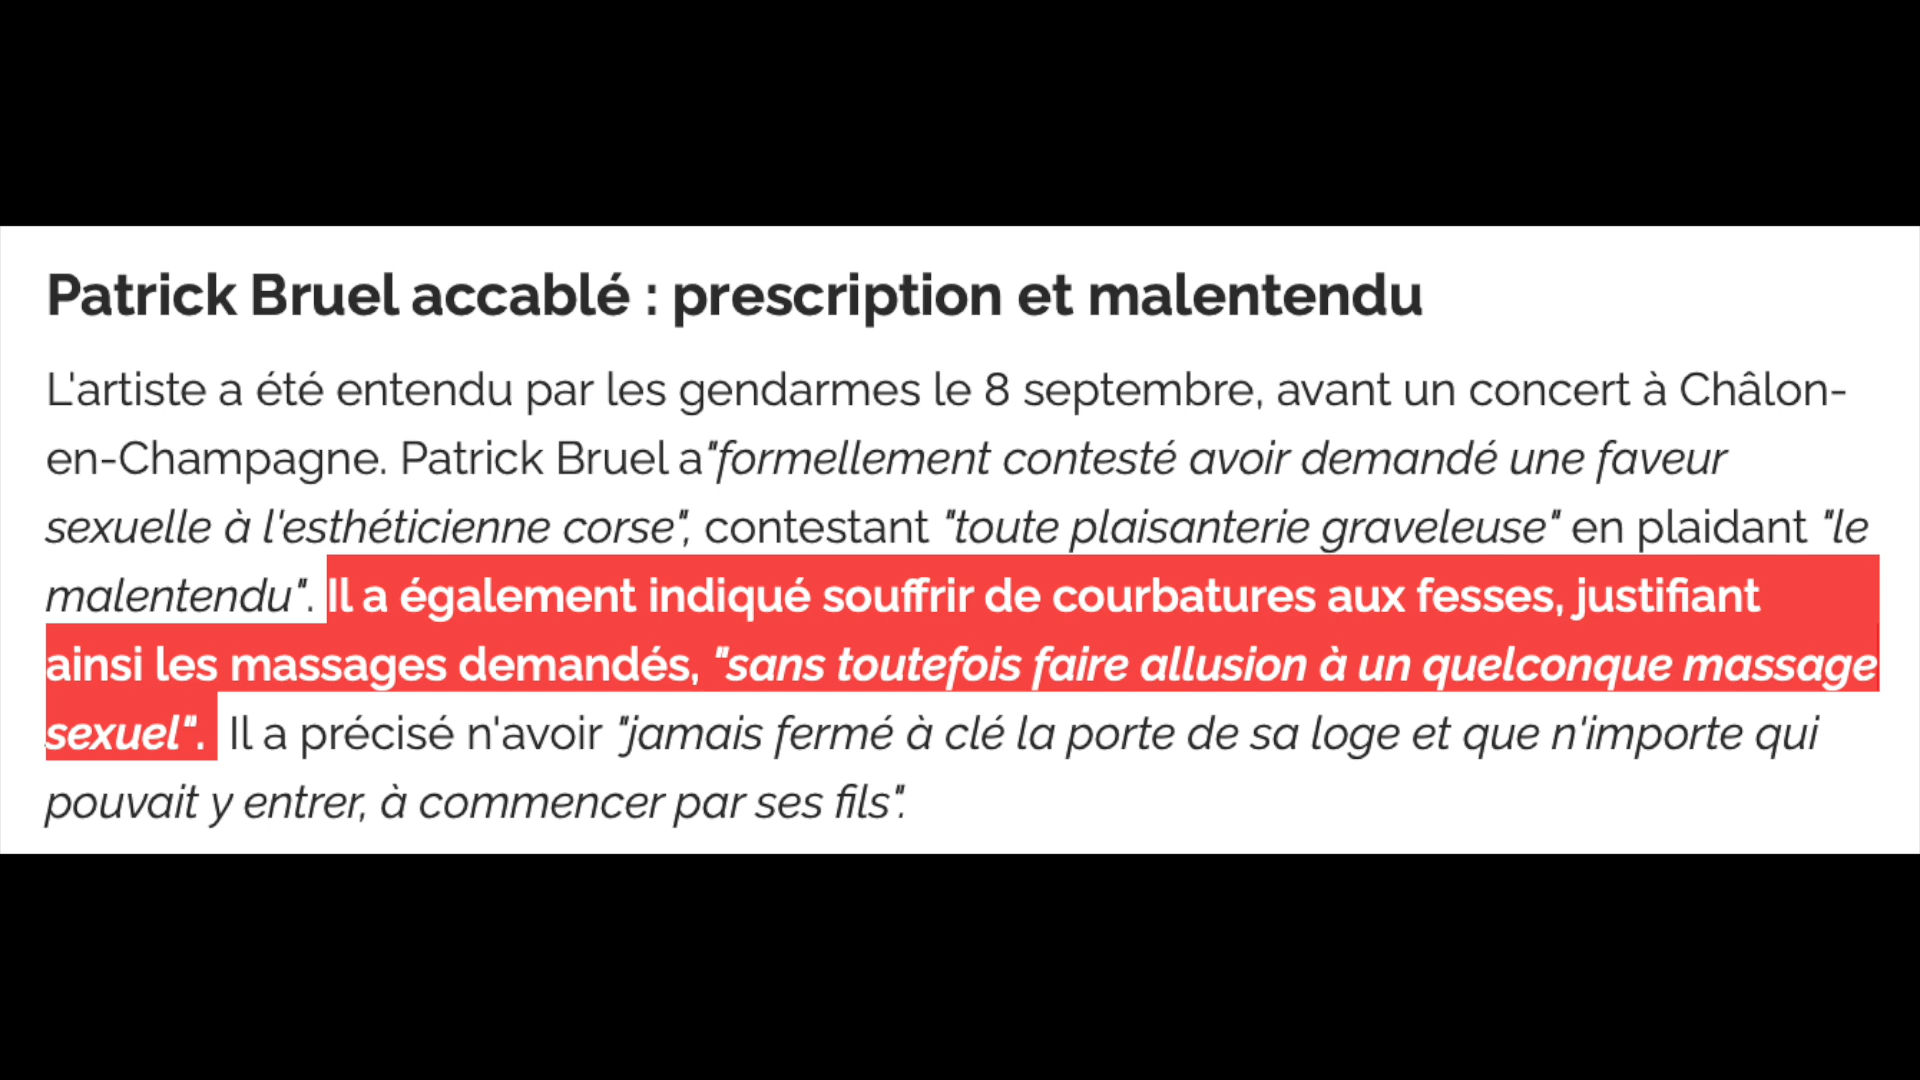 Patrick Bruel accablé : prescription et malentendu
L'artiste a été entendu par les gendarmes le 8 septembre, avant un concert à Châlon-
en-Champagne. Patrick Bruel a"formellement contesté avoir demandé une faveur
sexuelle à l'esthéticienne corse", contestant "toute plaisanterie graveleuse" en plaidant "le
malentendu". Il a également indiqué souffrir de courbatures aux fesses, justifiant
ainsi les massages demandés, "sans toutefois faire allusion à un quelconque massage
sexuel". Il a précisé n'avoir "jamais fermé à clé la porte de sa loge et que n'importe qui
pouvait y entrer, à commencer par ses fils".